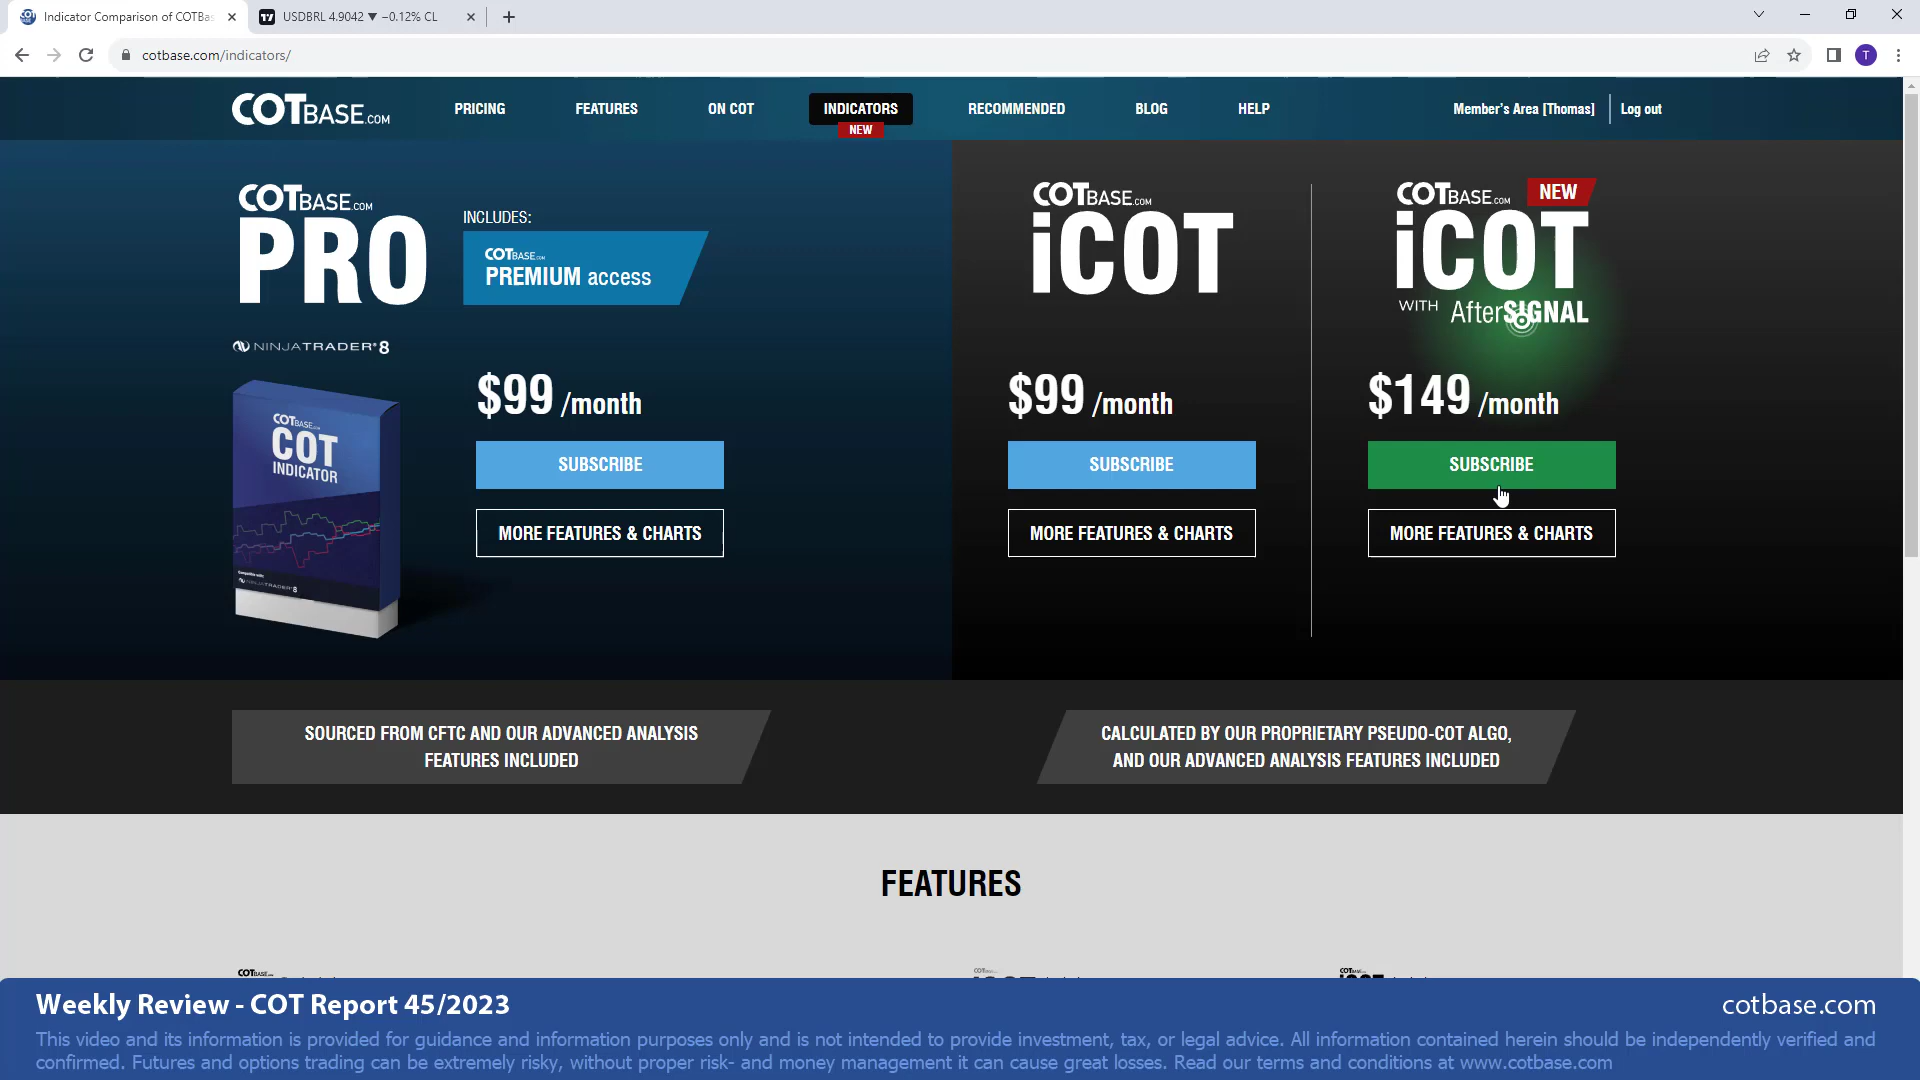 Indicator Comparison of COTBas
USDBRL 4.9042 ▼ −0.12% CL
cotbase.com/indicators/
T
COTBASE.COM
PRICING
FEATURES
ON COT
INDICATORS
NEW
RECOMMENDED
BLOG
HELP
Member's Area [Thomas]
Log out
COTBASE.COM
PRO
INCLUDES:
COTBASE.COM
PREMIUM access
NINJATRADER®8
COTBASE.COM
COT
INDICATOR
NINJATRADER®8
$99 /month
SUBSCRIBE
MORE FEATURES & CHARTS
COTBASE.COM
iCOT
$99 /month
SUBSCRIBE
MORE FEATURES & CHARTS
COTBASE.COM
NEW
iCOT
WITH AfterSIGNAL
$149 /month
SUBSCRIBE
MORE FEATURES & CHARTS
SOURCED FROM CFTC AND OUR ADVANCED ANALYSIS
FEATURES INCLUDED
CALCULATED BY OUR PROPRIETARY PSEUDO-COT ALGO,
AND OUR ADVANCED ANALYSIS FEATURES INCLUDED
FEATURES
COTBASE.COM
Weekly Review - COT Report 45/2023
cotbase.com
This video and its information is provided for guidance and information purposes only and is not intended to provide investment, tax, or legal advice. All information contained herein should be independently verified and
confirmed. Futures and options trading can be extremely risky, without proper risk- and money management it can cause great losses. Read our terms and conditions at www.cotbase.com